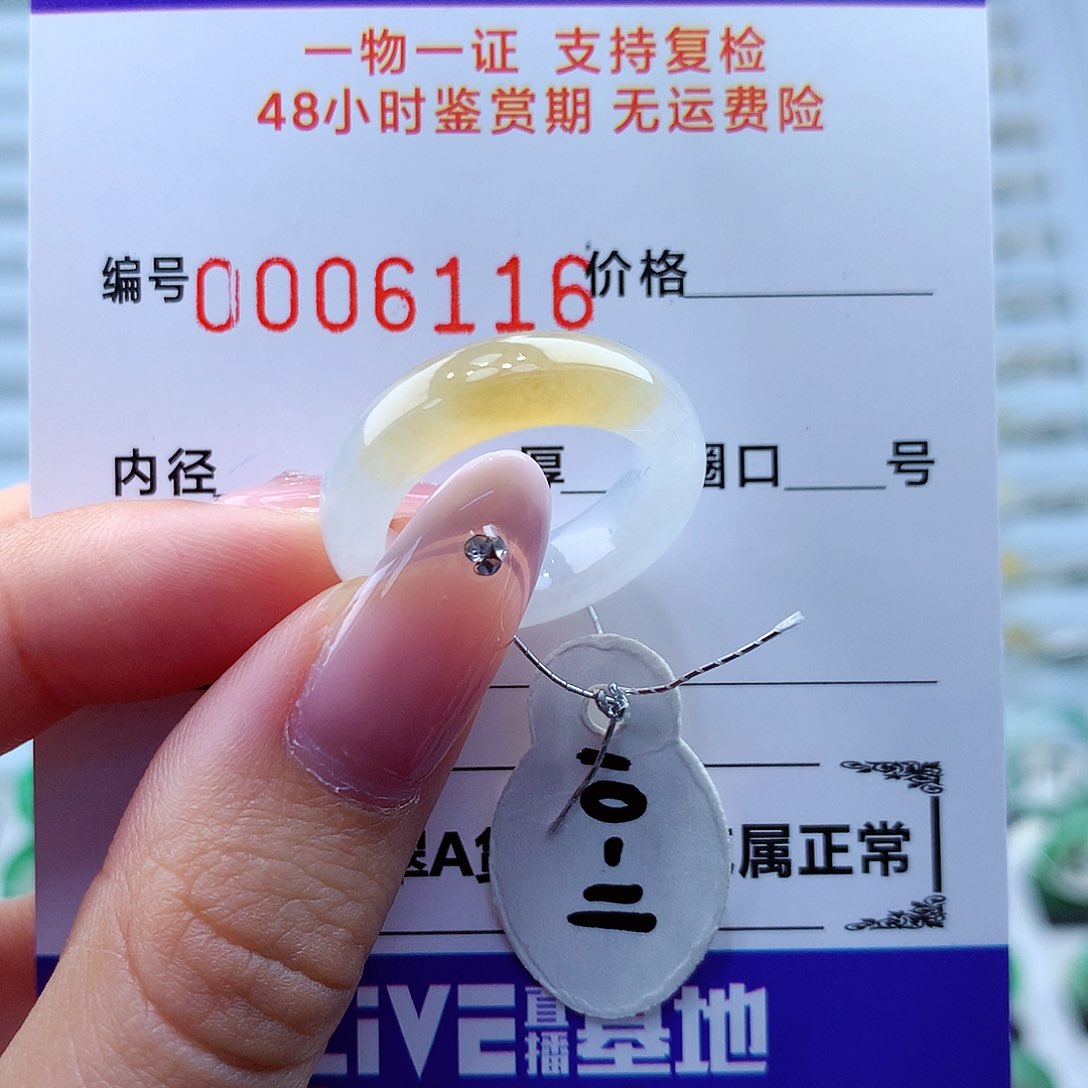 一物一证 支持复检
48小时鉴赏期 无运费险
编号0006116价格
内径 厚 圈口 号
A 属正常
10-11
LiVE直播基地